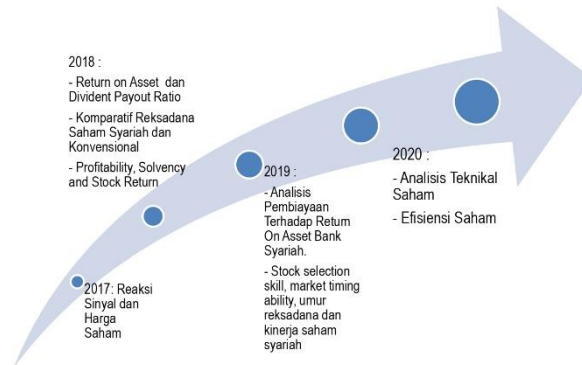 2018 :
- Return on Asset dan
Divident Payout Ratio
- Komparatif Reksadana
Saham Syariah dan
Konvensional
- Profitability, Solvency
and Stock Return
2017: Reaksi
Sinyal dan
Harga
Saham
2019 :
- Analisis
Pembiayaan
Terhadap Return
On Asset Bank
Syariah.
- Stock selection
skill, market timing
ability, umur
reksadana dan
kinerja saham
syariah
2020 :
- Analisis Teknikal
Saham
- Efisiensi Saham